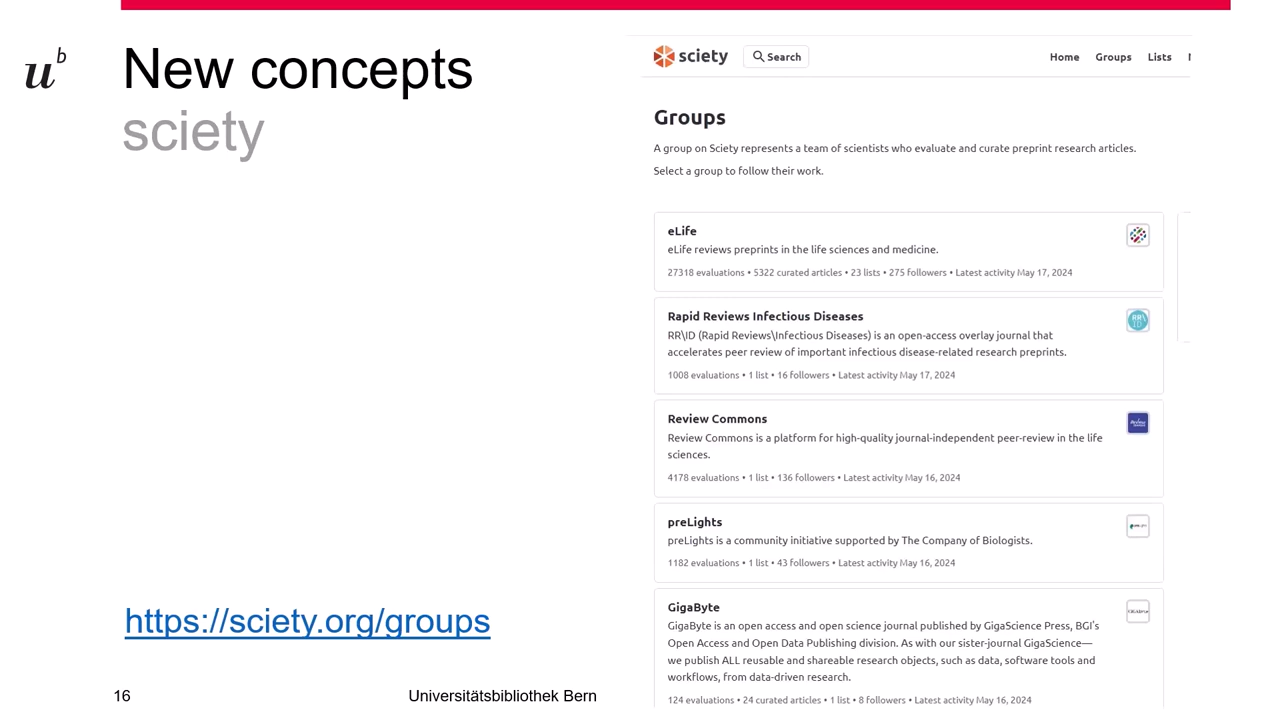 u^b
New concepts
sciety
sciety
Search
Home
Groups
Lists
Groups
A group on Sciety represents a team of scientists who evaluate and curate preprint research articles.
Select a group to follow their work.
eLife
eLife reviews preprints in the life sciences and medicine.
27318 evaluations • 5322 curated articles • 23 lists • 275 followers • Latest activity May 17, 2024
Rapid Reviews Infectious Diseases
RR\ID (Rapid Reviews\Infectious Diseases) is an open-access overlay journal that
accelerates peer review of important infectious disease-related research preprints.
1008 evaluations • 1 list • 16 followers • Latest activity May 17, 2024
RR\
ID
Review Commons
Review Commons is a platform for high-quality journal-independent peer-review in the life
sciences.
4178 evaluations • 1 list • 136 followers • Latest activity May 16, 2024
preLights
preLights is a community initiative supported by The Company of Biologists.
1182 evaluations • 1 list • 43 followers • Latest activity May 16, 2024
GigaByte
GigaByte is an open access and open science journal published by GigaScience Press, BGI's
Open Access and Open Data Publishing division. As with our sister-journal GigaScience—
we publish ALL reusable and shareable research objects, such as data, software tools and
workflows, from data-driven research.
124 evaluations • 24 curated articles • 1 list • 8 followers • Latest activity May 16, 2024
https://sciety.org/groups
16
Universitätsbibliothek Bern